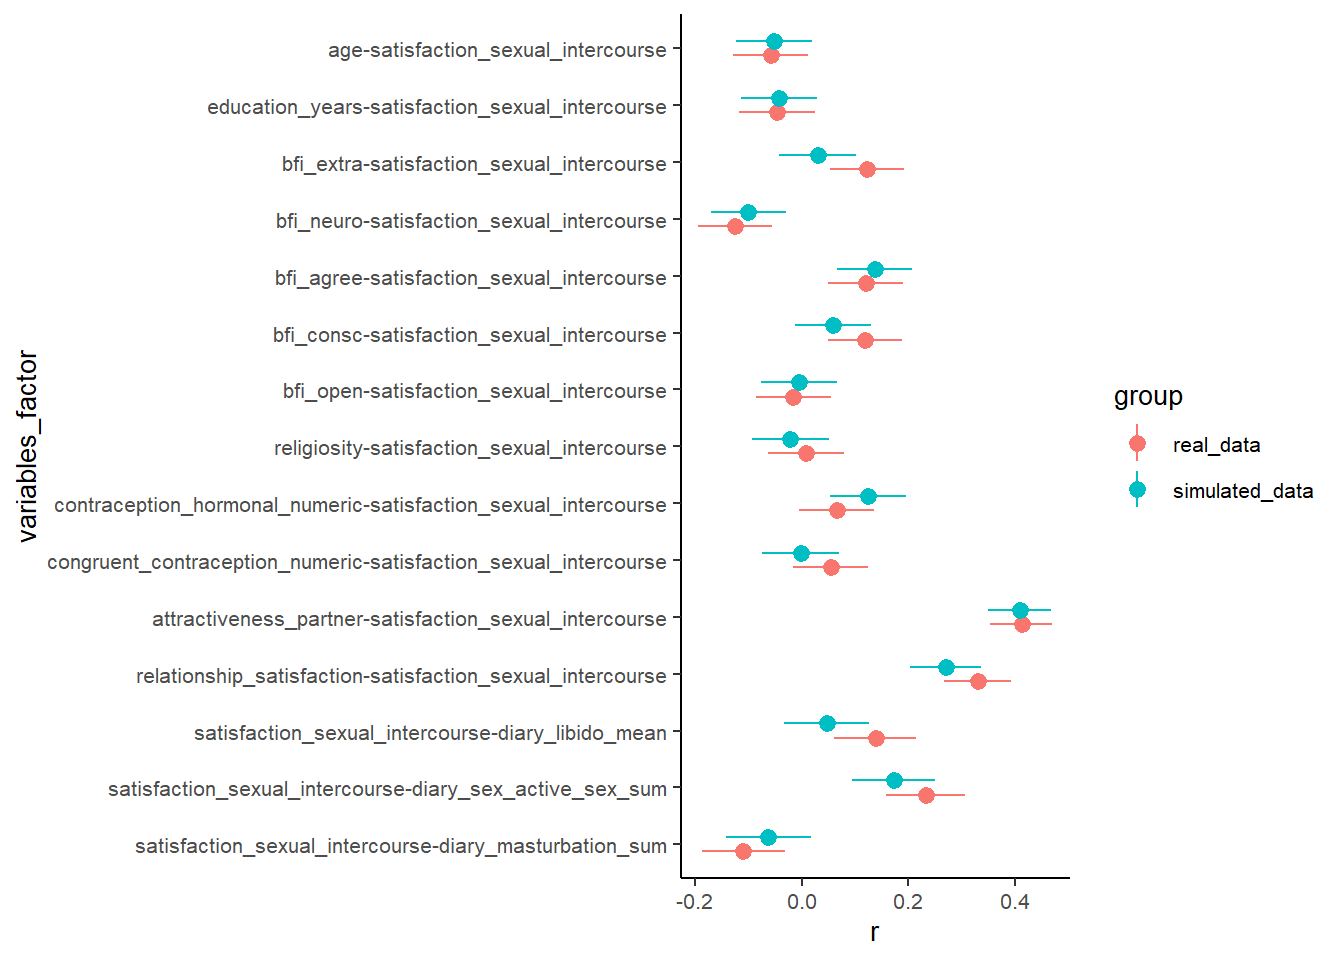 variables_factor
age-satisfaction_sexual_intercourse
education_years-satisfaction_sexual_intercourse
bfi_extra-satisfaction_sexual_intercourse
bfi_neuro-satisfaction_sexual_intercourse
bfi_agree-satisfaction_sexual_intercourse
bfi_consc-satisfaction_sexual_intercourse
bfi_open-satisfaction_sexual_intercourse
religiosity-satisfaction_sexual_intercourse
contraception_hormonal_numeric-satisfaction_sexual_intercourse
congruent_contraception_numeric-satisfaction_sexual_intercourse
attractiveness_partner-satisfaction_sexual_intercourse
relationship_satisfaction-satisfaction_sexual_intercourse
satisfaction_sexual_intercourse-diary_libido_mean
satisfaction_sexual_intercourse-diary_sex_active_sex_sum
satisfaction_sexual_intercourse-diary_masturbation_sum
-0.2 0.0 0.2 0.4
r
group
real_data
simulated_data